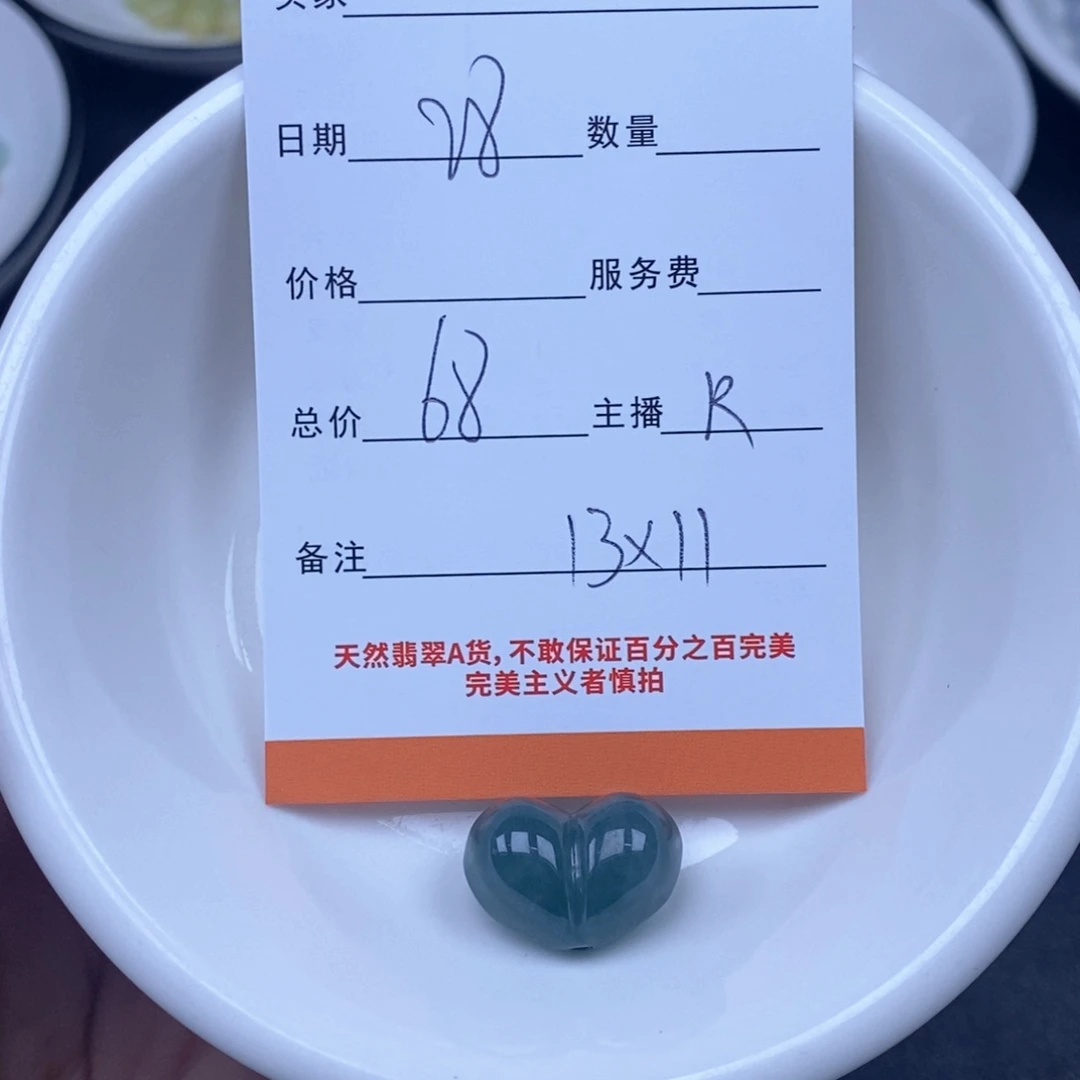 日期 28 数量
价格 服务费
总价 68 主播 R
备注 13x11
天然翡翠A货,不敢保证百分之百完美
完美主义者慎拍